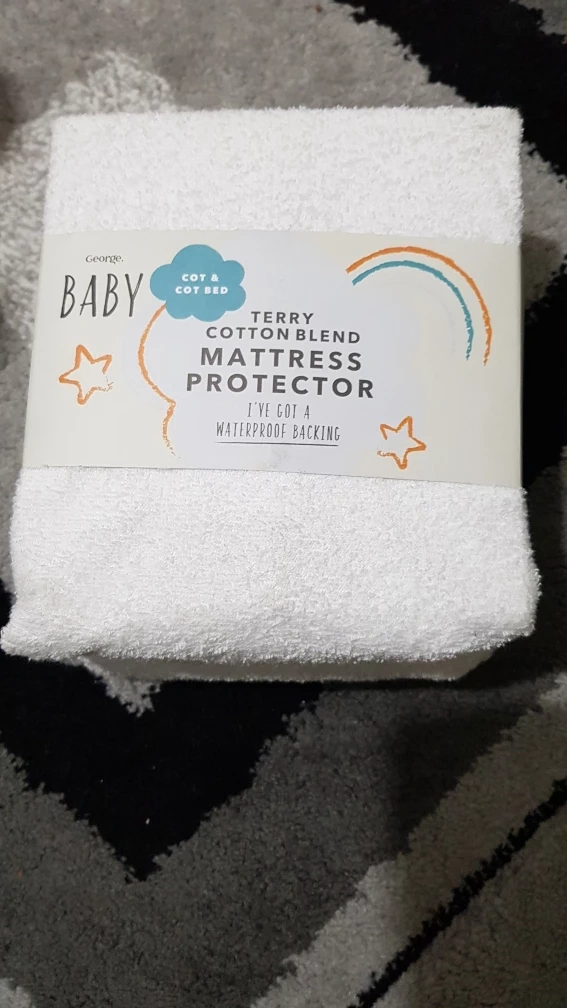 George.
BABY
COT &
COT BED
TERRY
COTTON BLEND
MATTRESS
PROTECTOR
I'VE GOT A
WATERPROOF BACKING